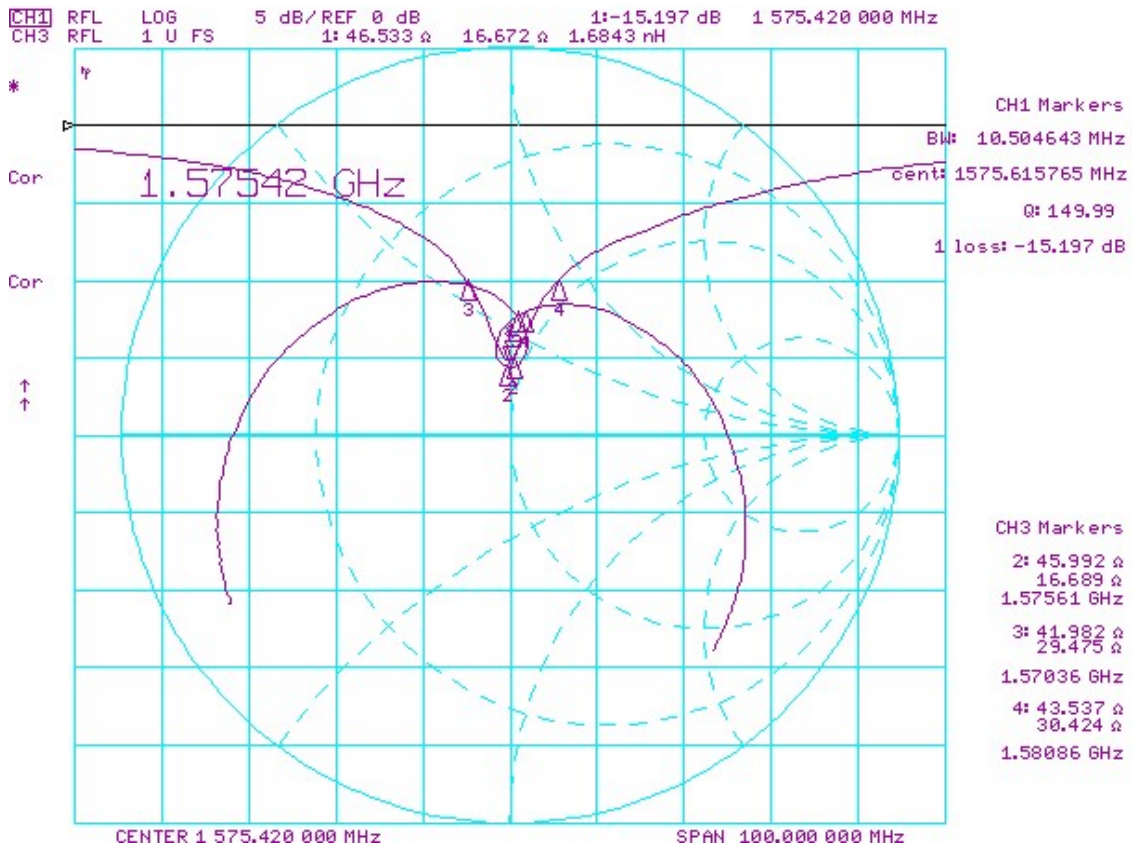 CH1 RFL LOG 5 dB/REF 0 dB 1:-15.197 dB 1 575.420 000 MHz
CH3 RFL 1 U FS 1: 46.533 Ω 16.672 Ω 1.6843 nH
*
CH1 Markers
BW: 10.504643 MHz
Cor
1.57542 GHz
cent: 1575.615765 MHz
Q: 149.99
1 loss: -15.197 dB
Cor
3
4
2
↑
↑
CH3 Markers
2: 45.992 Ω
16.689 Ω
1.57561 GHz
3: 41.982 Ω
29.475 Ω
1.57036 GHz
4: 43.537 Ω
30.424 Ω
1.58086 GHz
CENTER 1 575.420 000 MHz SPAN 100.000 000 MHz